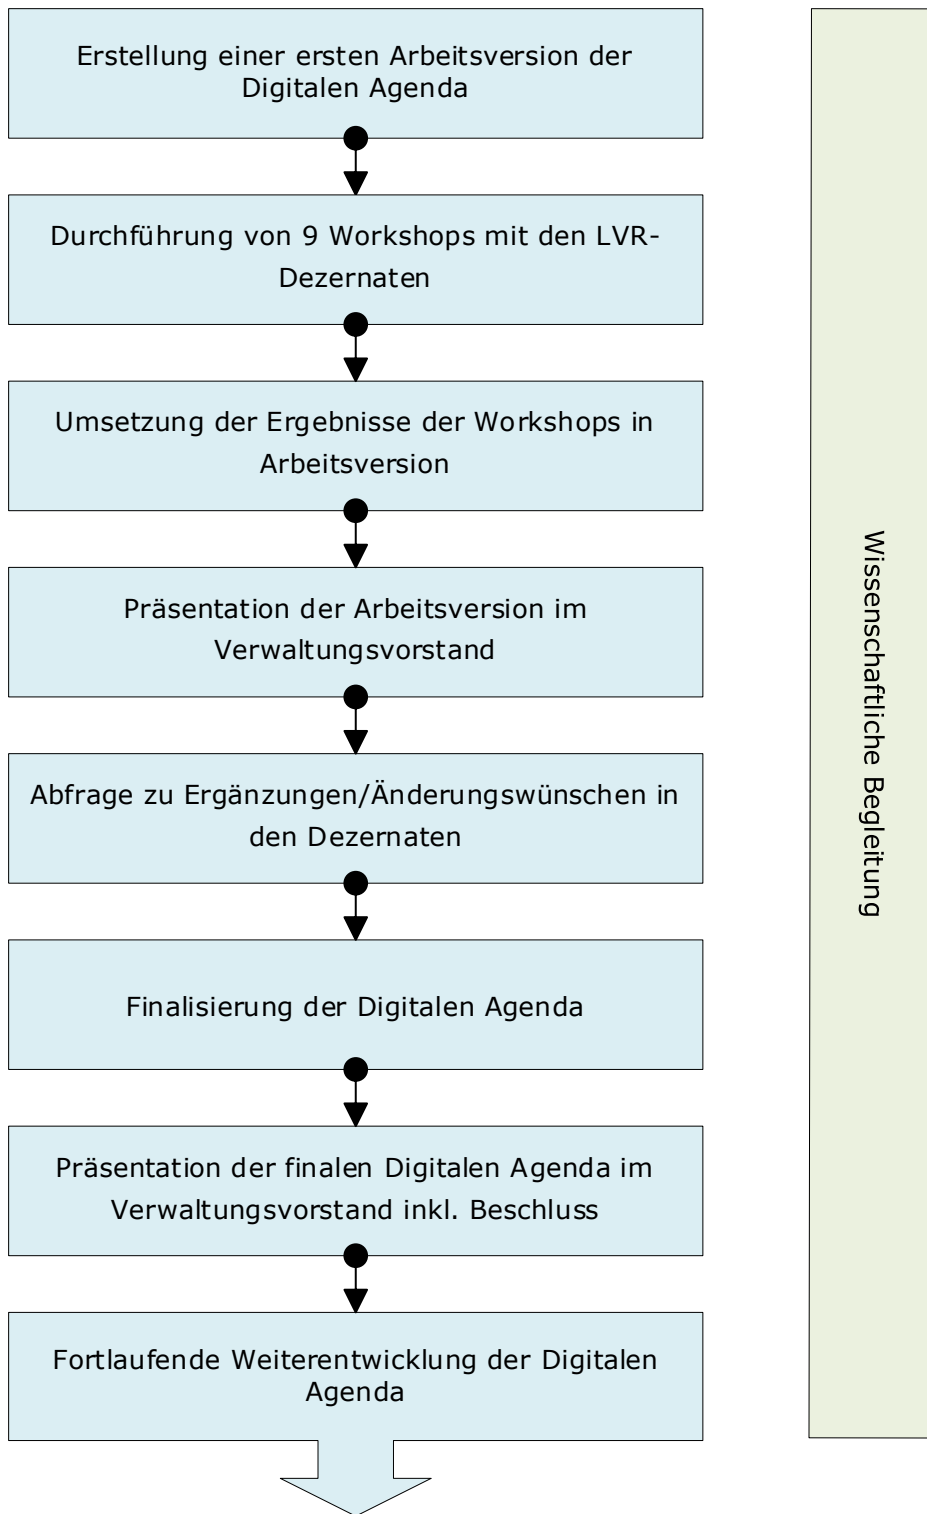 Erstellung einer ersten Arbeitsversion der
Digitalen Agenda
Durchführung von 9 Workshops mit den LVR-
Dezernaten
Umsetzung der Ergebnisse der Workshops in
Arbeitsversion
Präsentation der Arbeitsversion im
Verwaltungsvorstand
Abfrage zu Ergänzungen/Änderungswünschen in
den Dezernaten
Finalisierung der Digitalen Agenda
Präsentation der finalen Digitalen Agenda im
Verwaltungsvorstand inkl. Beschluss
Fortlaufende Weiterentwicklung der Digitalen
Agenda
Wissenschaftliche Begleitung